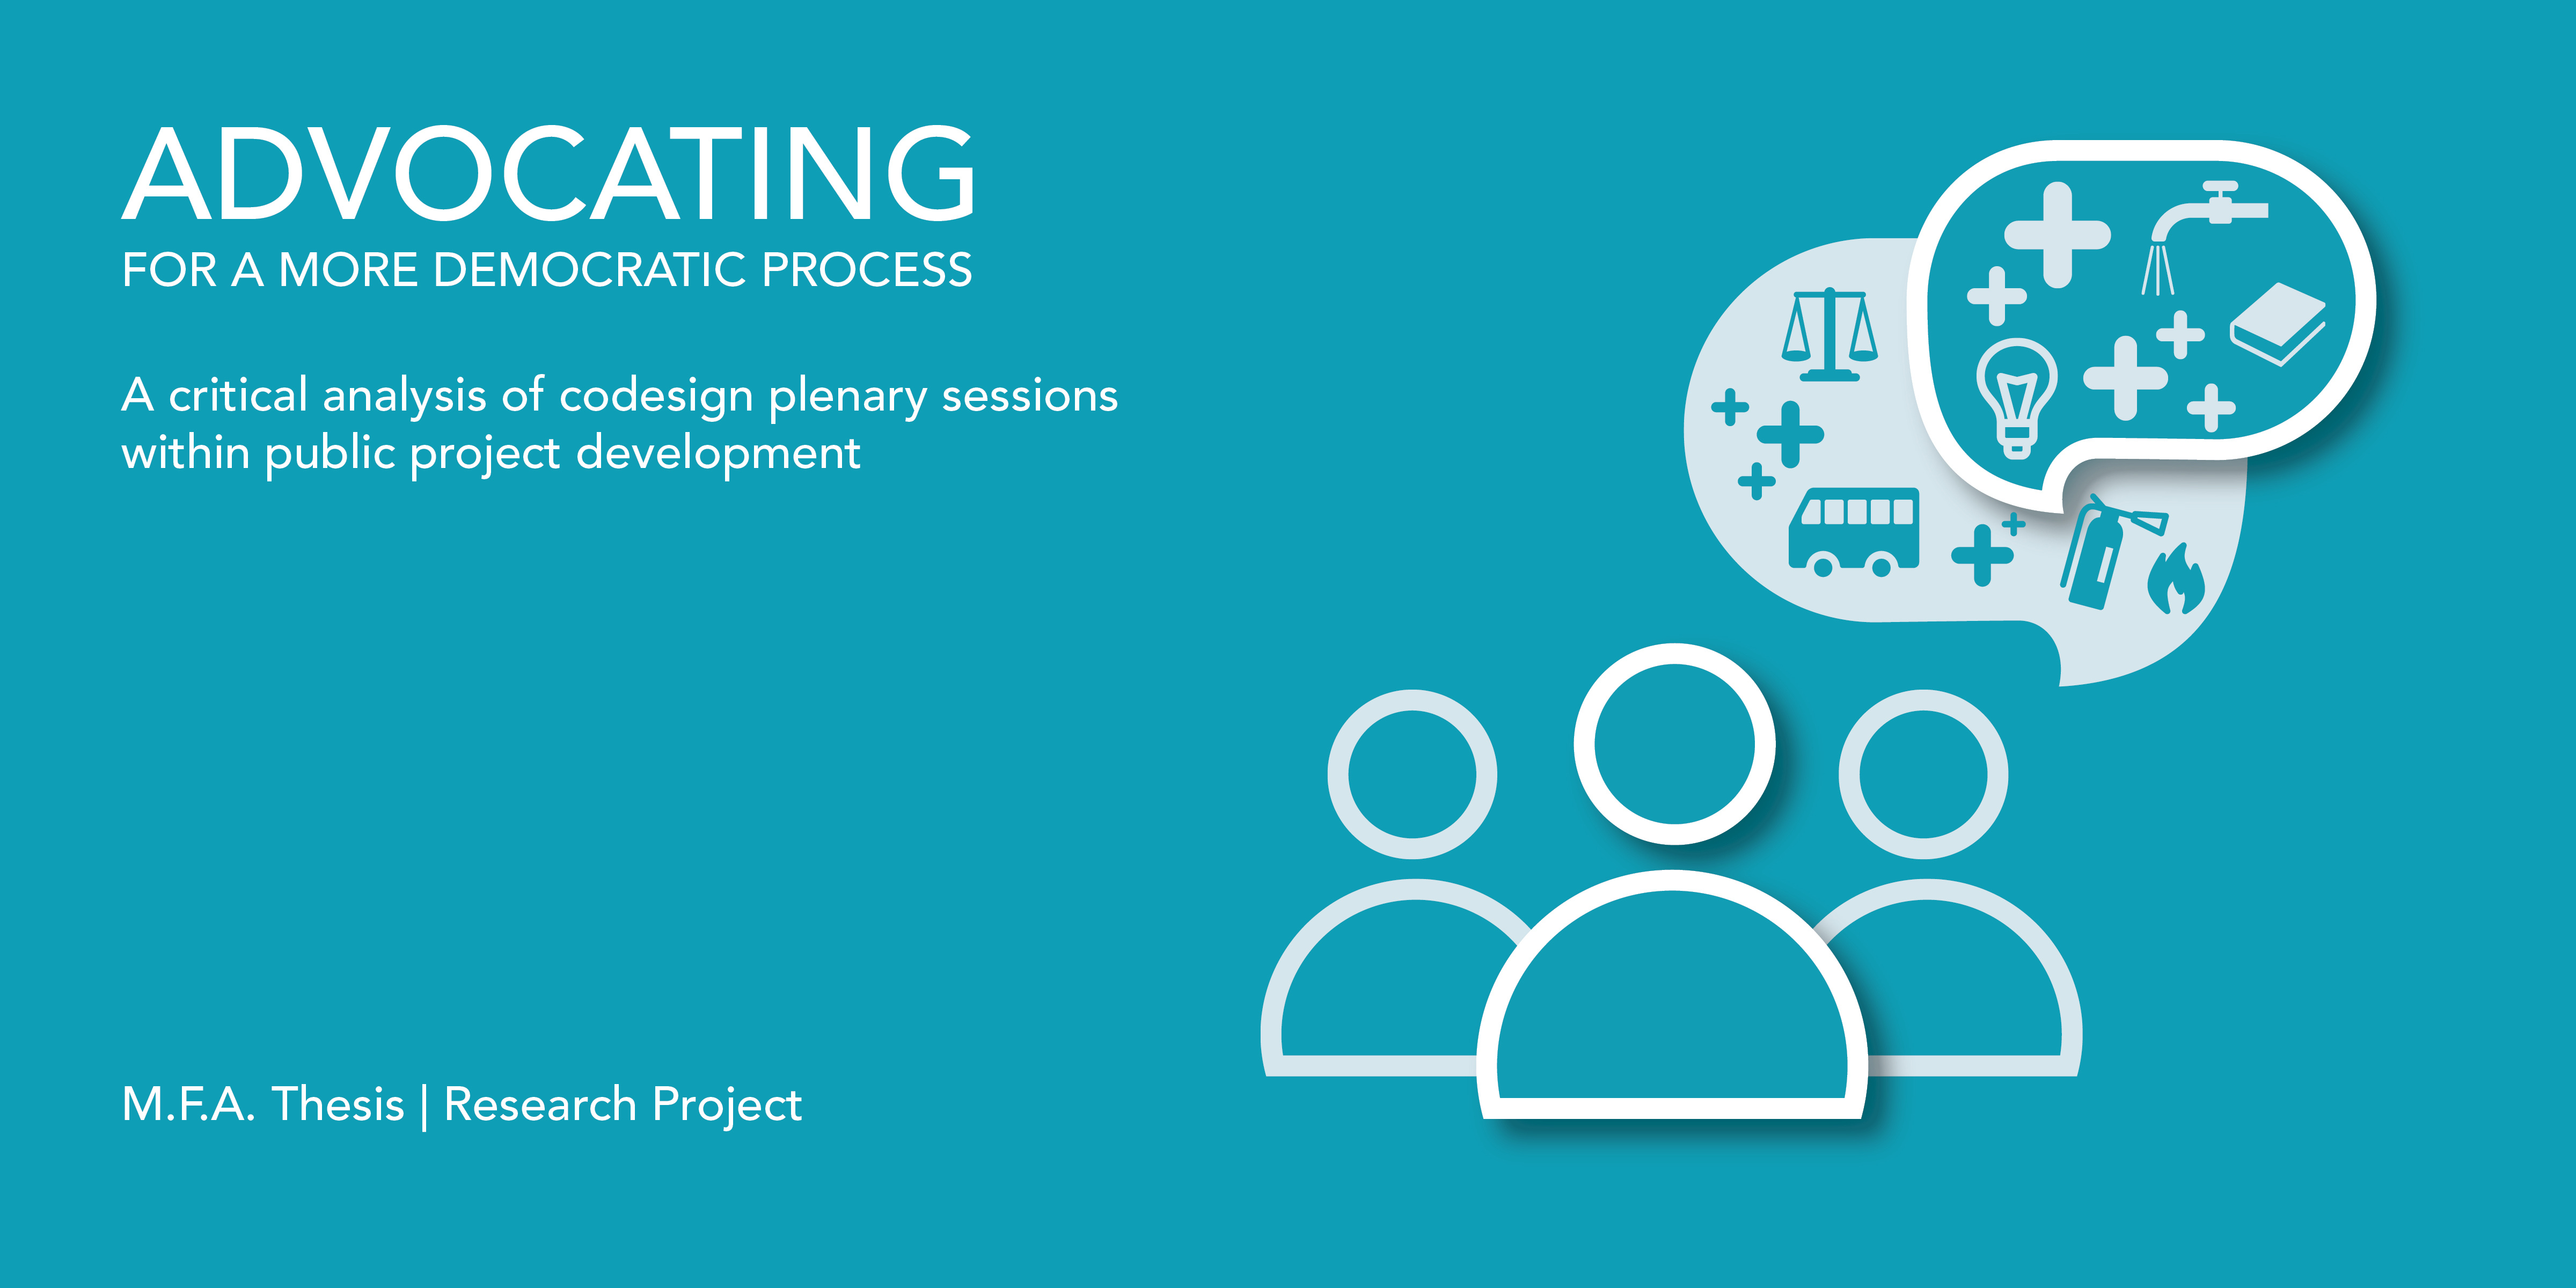 ADVOCATING
FOR A MORE DEMOCRATIC PROCESS
A critical analysis of codesign plenary sessions
within public project development
M.F.A. Thesis | Research Project